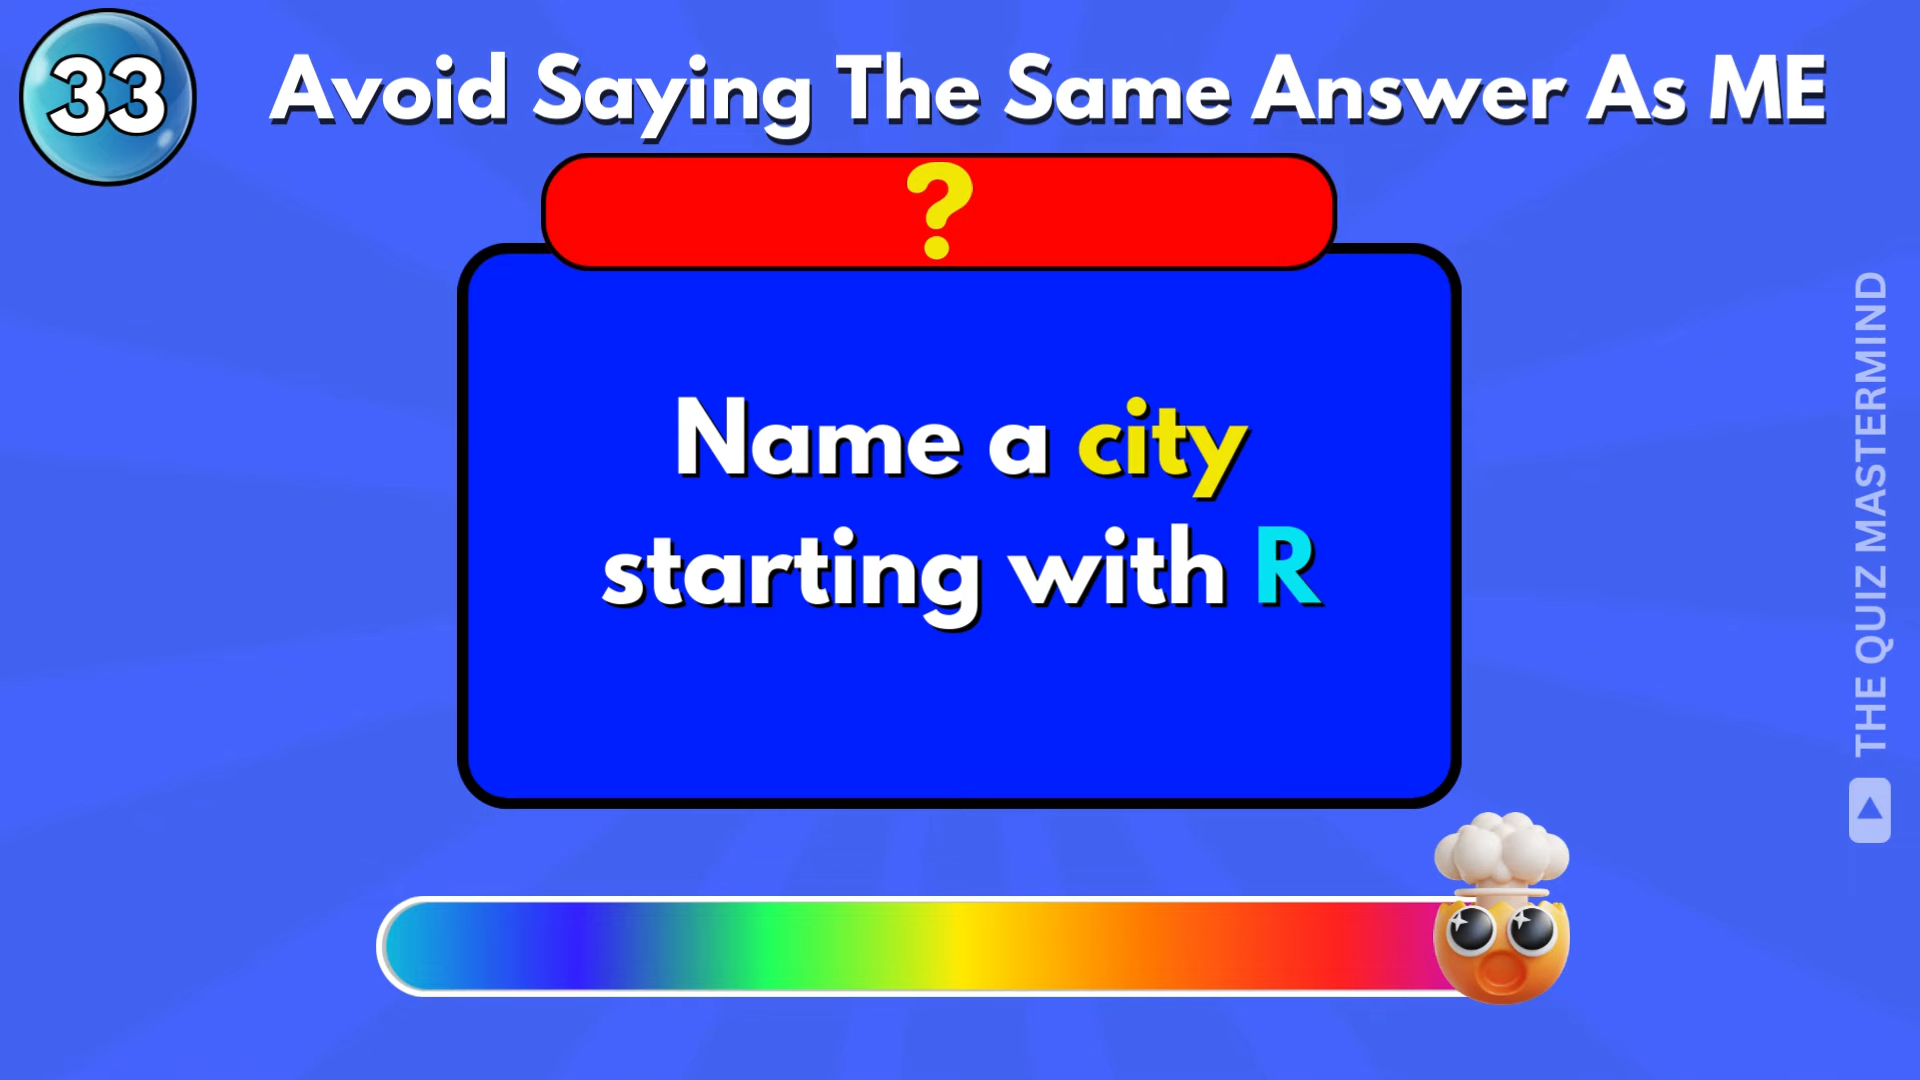 33
Avoid Saying The Same Answer As ME
?
Name a city
starting with R
THE QUIZ MASTERMIND